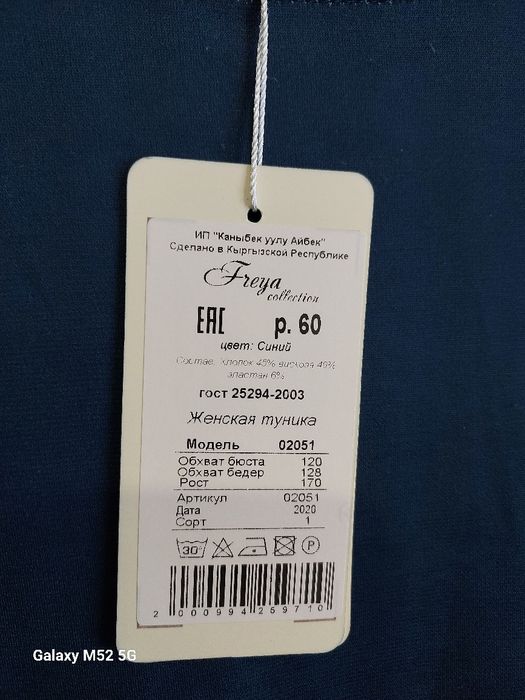 ИП "Каныбек уулу Айбек"
Сделано в Кыргызской Республике
Freya
collection
EAC р. 60
цвет: Синий
Состав: Хлопок 45% вискоза 49%
эластан 6%
гост 25294-2003
Женская туника
Модель 02051
Обхват бюста 120
Обхват бедер 128
Рост 170
Артикул 02051
Дата 2020
Сорт 1
30° P
2 000994 259710
Galaxy M52 5G